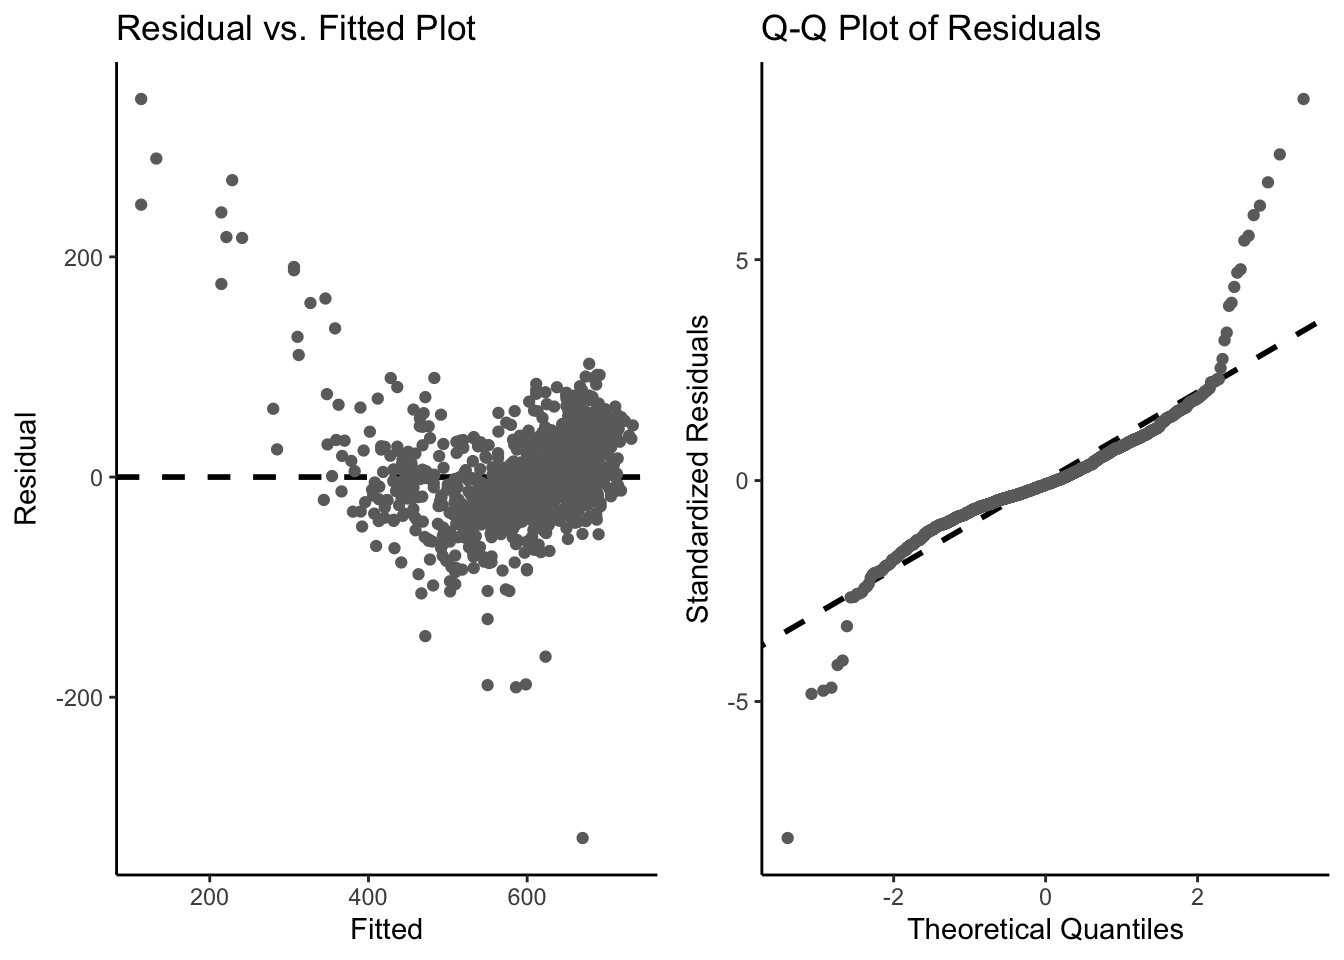 Residual vs. Fitted Plot
Residual
200
0
-200
200
400
600
Fitted
Q-Q Plot of Residuals
Standardized Residuals
5
0
-5
-2
0
2
Theoretical Quantiles